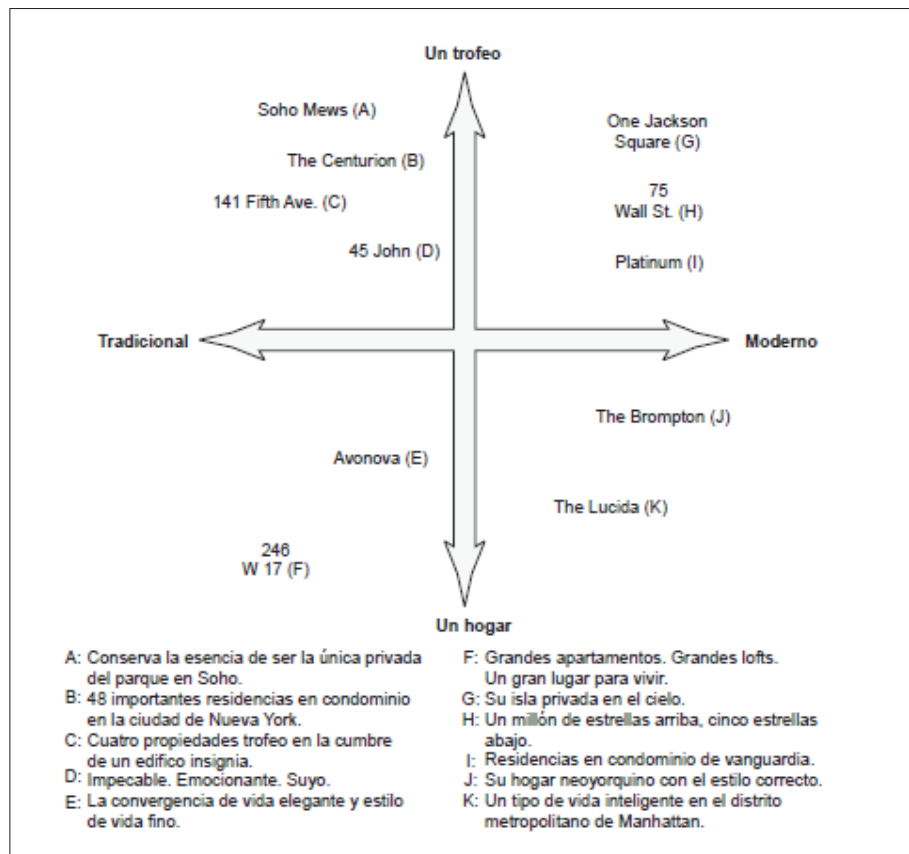 Un trofeo
Soho Mews (A)
One Jackson
Square (G)
The Centurion (B)
141 Fifth Ave. (C)
75
Wall St. (H)
45 John (D)
Platinum (I)
Tradicional
Moderno
The Brompton (J)
Avonova (E)
The Lucida (K)
246
W 17 (F)
Un hogar
A: Conserva la esencia de ser la única privada
del parque en Soho.
B: 48 importantes residencias en condominio
en la ciudad de Nueva York.
C: Cuatro propiedades trofeo en la cumbre
de un edifico insignia.
D: Impecable. Emocionante. Suyo.
E: La convergencia de vida elegante y estilo
de vida fino.
F: Grandes apartamentos. Grandes lofts.
Un gran lugar para vivir.
G: Su isla privada en el cielo.
H: Un millón de estrellas arriba, cinco estrellas
abajo.
I: Residencias en condominio de vanguardia.
J: Su hogar neoyorquino con el estilo correcto.
K: Un tipo de vida inteligente en el distrito
metropolitano de Manhattan.